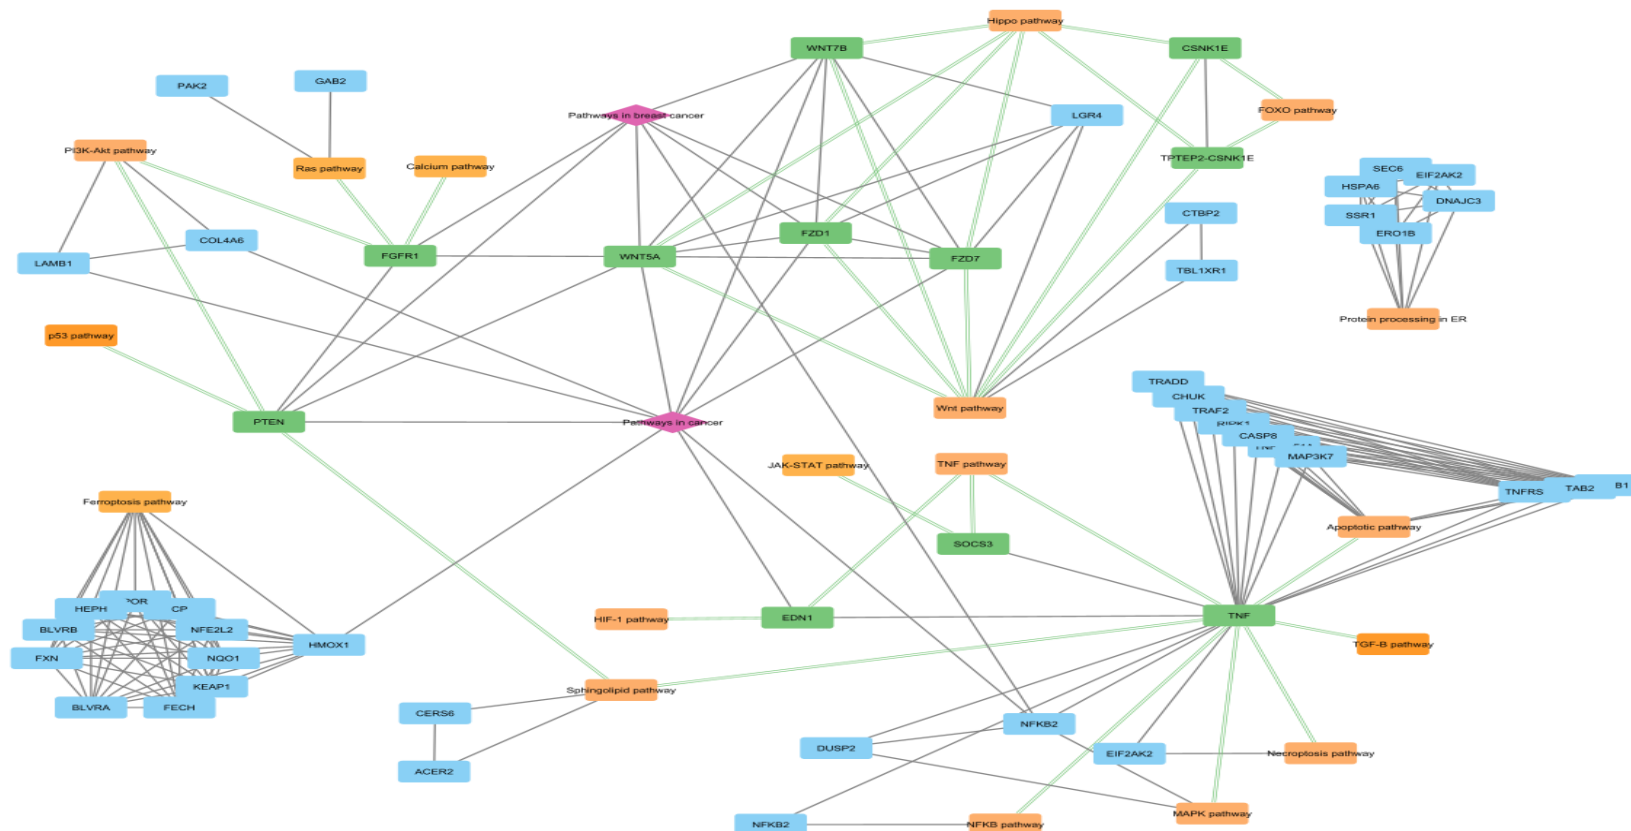 Hippo pathway
WNT7B
CSNK1E
GAB2
PAK2
FOXO pathway
Pathways in breast cancer
LGR4
PI3K-Akt pathway
TPTEP2-CSNK1E
Ras pathway
Calcium pathway
SEC6
EIF2AK2
HSPA6
DNAJC3
SSR1
ERO1B
CTBP2
FZD1
COL4A6
FGFR1
WNT5A
FZD7
LAMB1
TBL1XR1
Protein processing in ER
p53 pathway
TRADD
CHUK
Wnt pathway
TRAF2
PTEN
Pathways in cancer
CASP8
MAP3K7
JAK-STAT pathway
TNF pathway
TNFRS
TAB2
B1
Ferroptosis pathway
Apoptotic pathway
SOCS3
HEPH
CP
HIF-1 pathway
EDN1
TNF
BLVRB
NFE2L2
HMOX1
TGF-B pathway
FXN
NQO1
KEAP1
Sphingolipid pathway
BLVRA
FECH
CERS6
NFKB2
DUSP2
EIF2AK2
Necroptosis pathway
ACER2
MAPK pathway
NFKB2
NFKB pathway